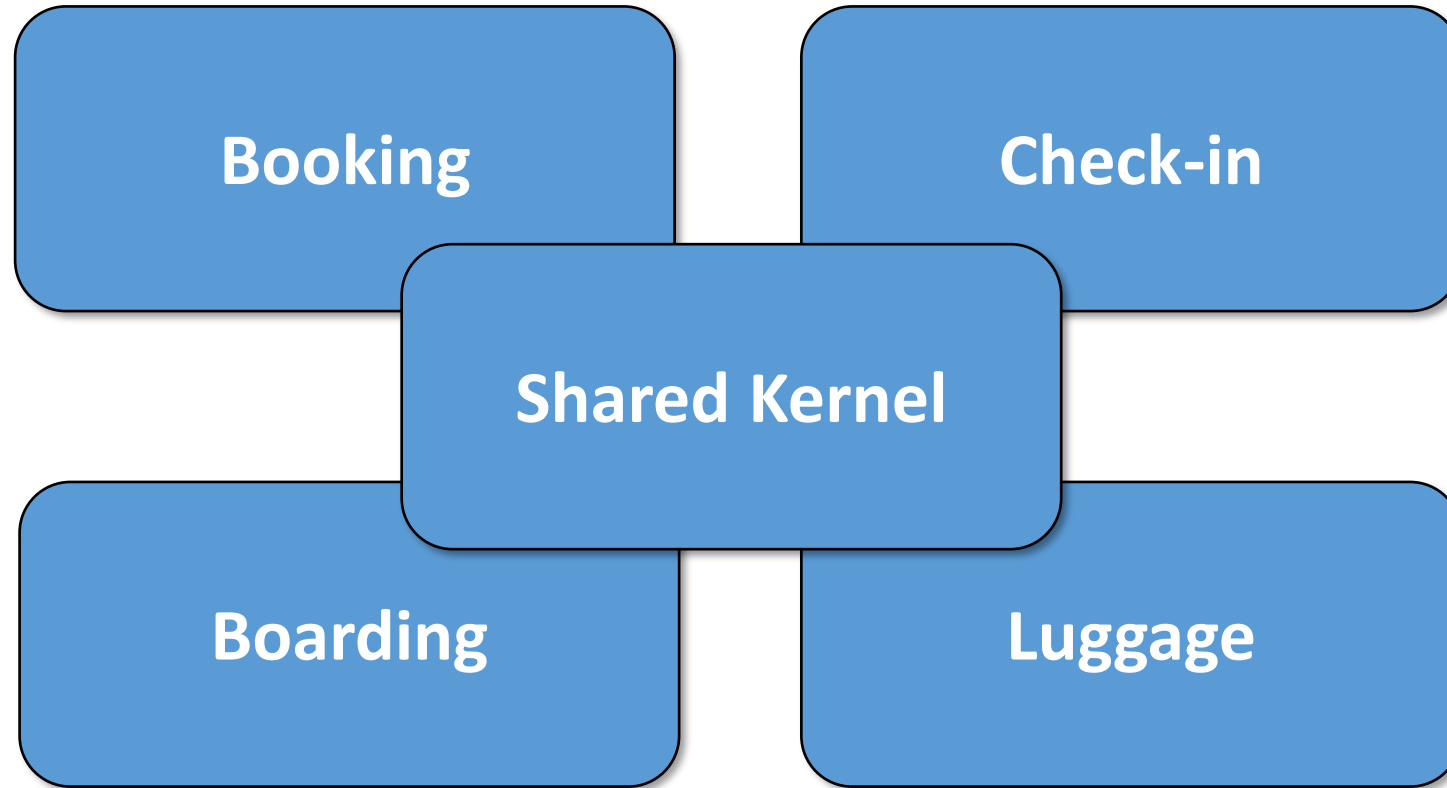 Booking
Check-in
Shared Kernel
Boarding
Luggage